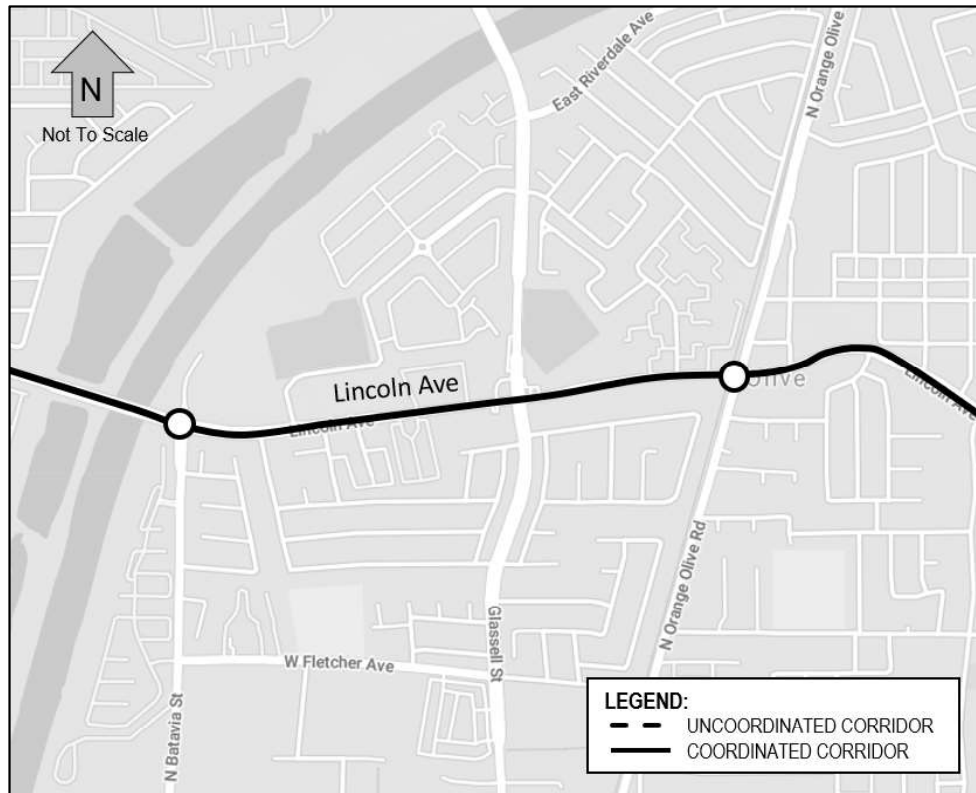 N
Not To Scale
East Riverdale Ave
N Orange Olive
Lincoln Ave
Lincoln Ave
Olive
Lincoln Ave
N Orange Olive Rd
Glassell St
W Fletcher Ave
N Batavia St
LEGEND:
UNCOORDINATED CORRIDOR
COORDINATED CORRIDOR